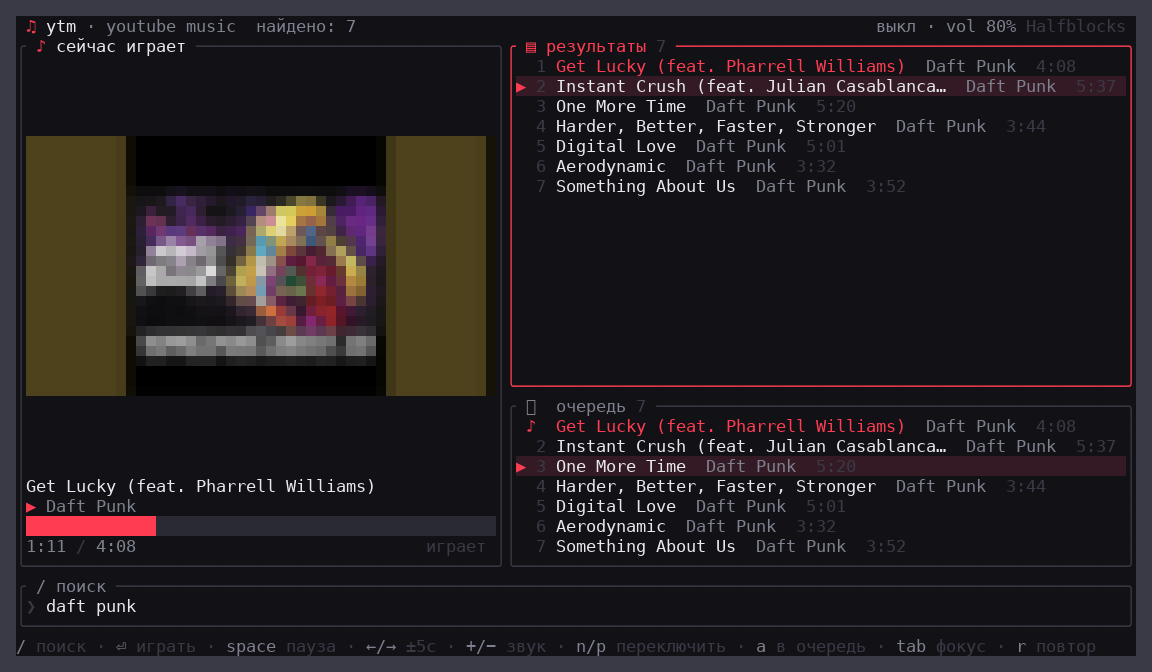 ♫ ytm · youtube music найдено: 7
выкл · vol 80% Halfblocks
♪ сейчас играет
Get Lucky (feat. Pharrell Williams)
▶ Daft Punk
1:11 / 4:08 играет
▤ результаты 7
1 Get Lucky (feat. Pharrell Williams) Daft Punk 4:08
▶ 2 Instant Crush (feat. Julian Casablanca… Daft Punk 5:37
3 One More Time Daft Punk 5:20
4 Harder, Better, Faster, Stronger Daft Punk 3:44
5 Digital Love Daft Punk 5:01
6 Aerodynamic Daft Punk 3:32
7 Something About Us Daft Punk 3:52
очередь 7
♪ Get Lucky (feat. Pharrell Williams) Daft Punk 4:08
2 Instant Crush (feat. Julian Casablanca… Daft Punk 5:37
▶ 3 One More Time Daft Punk 5:20
4 Harder, Better, Faster, Stronger Daft Punk 3:44
5 Digital Love Daft Punk 5:01
6 Aerodynamic Daft Punk 3:32
7 Something About Us Daft Punk 3:52
/ поиск
❯ daft punk
/ поиск · ⏎ играть · space пауза · ←/→ ±5с · +/− звук · n/p переключить · a в очередь · tab фокус · r повтор